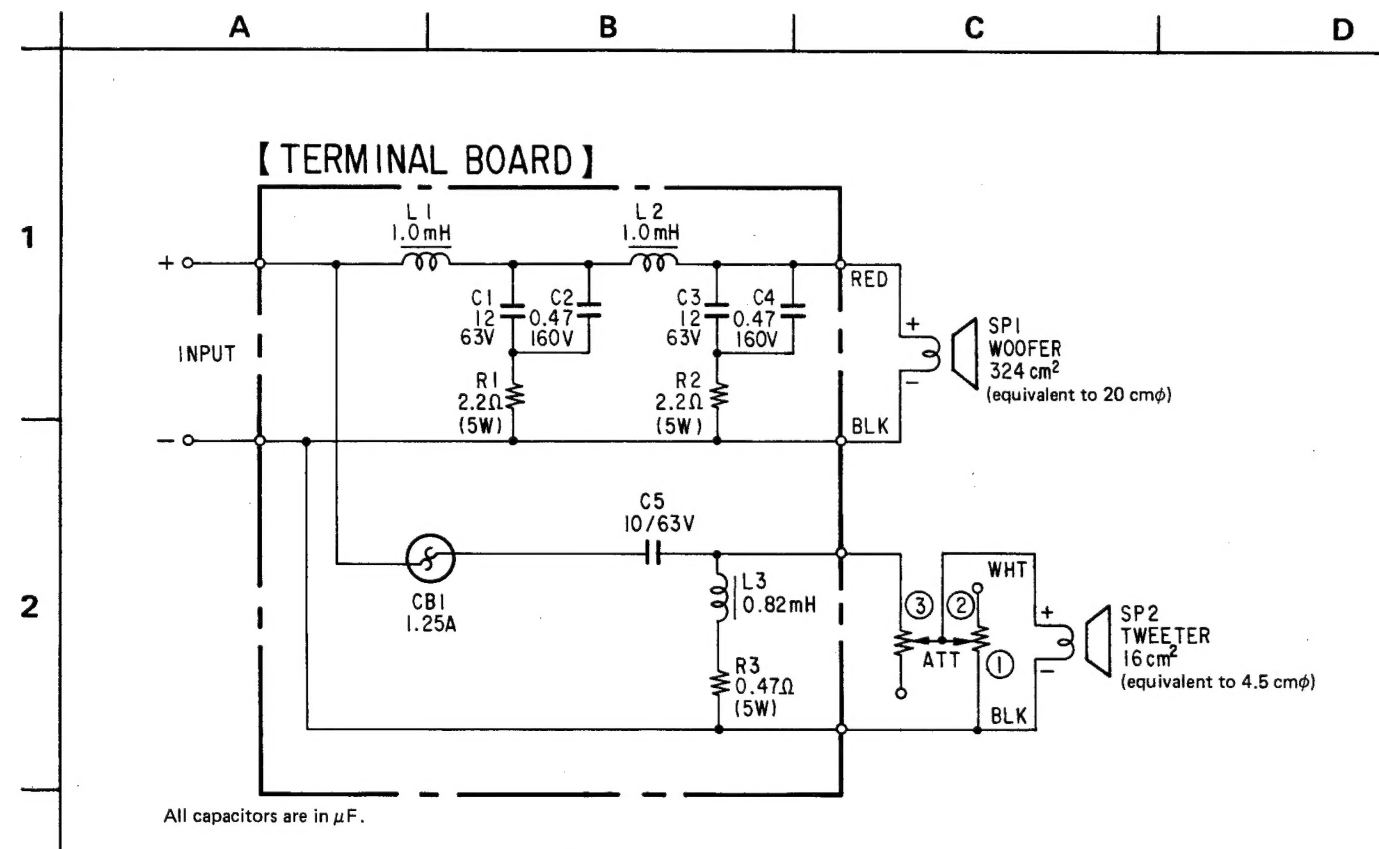 A B C D
【TERMINAL BOARD】
1
L1
1.0mH
L2
1.0mH
+
RED
C1
12
63V
C2
0.47
160V
C3
12
63V
C4
0.47
160V
INPUT
+
-
SP1
WOOFER
324 cm²
(equivalent to 20 cmφ)
R1
2.2Ω
(5W)
R2
2.2Ω
(5W)
-
BLK
2
C5
10/63V
CB1
1.25A
L3
0.82mH
R3
0.47Ω
(5W)
WHT
③ ②
ATT ①
BLK
+
-
SP2
TWEETER
16cm²
(equivalent to 4.5 cmφ)
All capacitors are in μF.